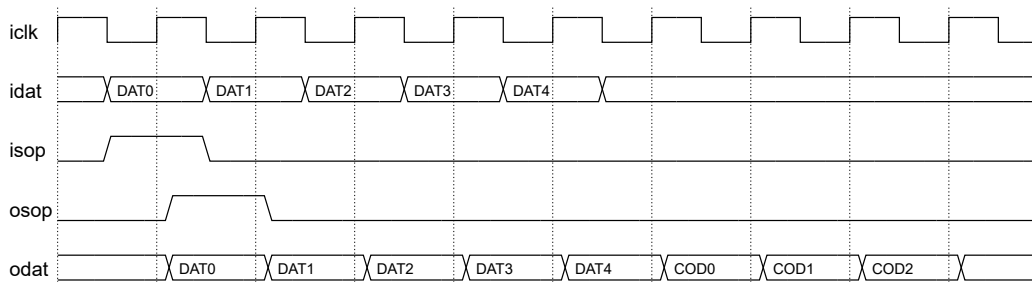 iclk
idat DAT0 DAT1 DAT2 DAT3 DAT4
isop
osop
odat DAT0 DAT1 DAT2 DAT3 DAT4 COD0 COD1 COD2